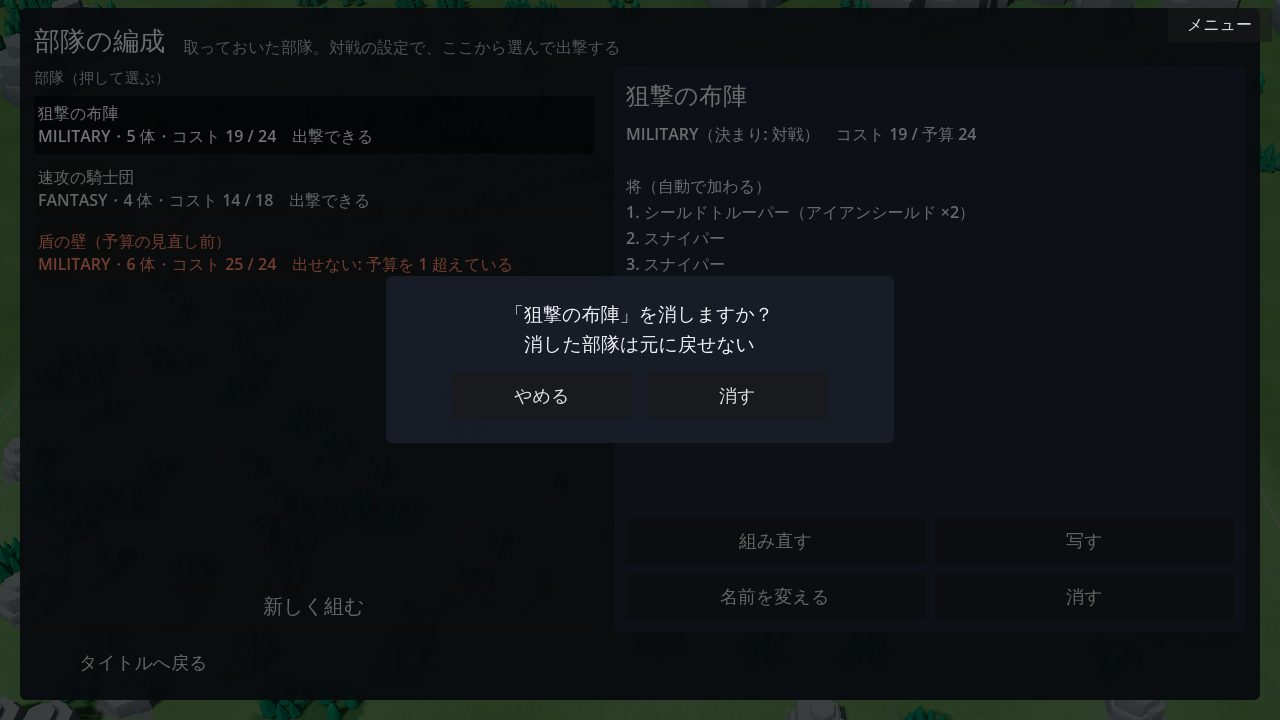 メニュー
部隊の編成
取っておいた部隊。対戦の設定で、ここから選んで出撃する
部隊（押して選ぶ）
狙撃の布陣
MILITARY・5 体・コスト 19 / 24　出撃できる
速攻の騎士団
FANTASY・4 体・コスト 14 / 18　出撃できる
盾の壁（予算の見直し前）
MILITARY・6 体・コスト 25 / 24　出せない: 予算を 1 超えている
新しく組む
タイトルへ戻る
狙撃の布陣
MILITARY（決まり: 対戦）　コスト 19 / 予算 24
将（自動で加わる）
1. シールドトルーパー（アイアンシールド ×2）
2. スナイパー
3. スナイパー
「狙撃の布陣」を消しますか？
消した部隊は元に戻せない
やめる
消す
組み直す
写す
名前を変える
消す